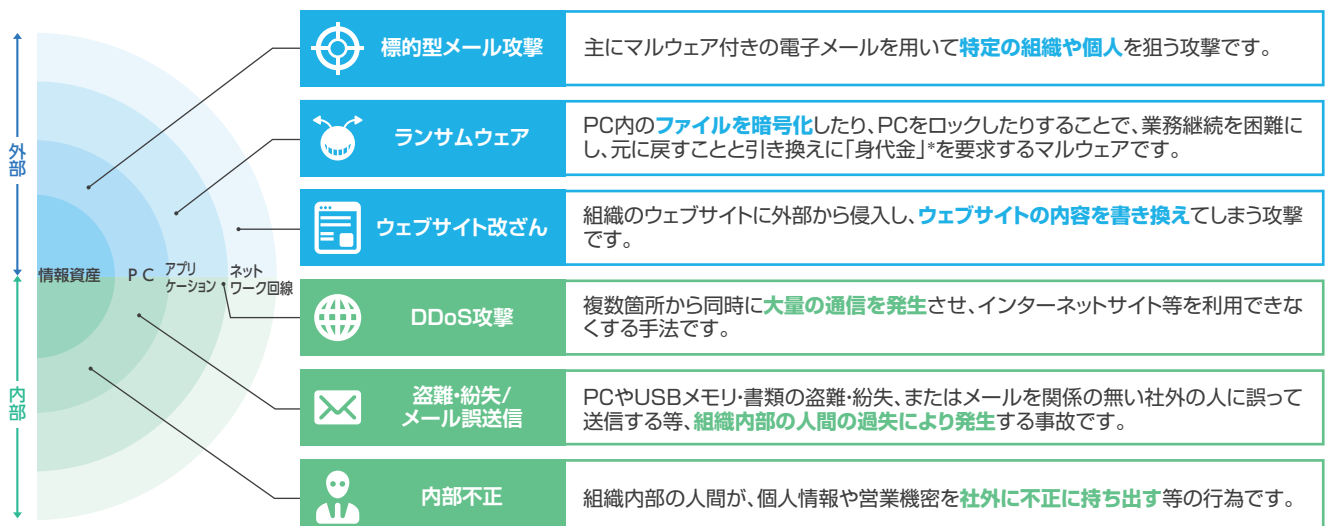 外部
内部
情報資産
ＰＣ
アプリ
ケーション
ネット
ワーク回線
標的型メール攻撃
主にマルウェア付きの電子メールを用いて特定の組織や個人を狙う攻撃です。
ランサムウェア
PC内のファイルを暗号化したり、PCをロックしたりすることで、業務継続を困難に
し、元に戻すことと引き換えに「身代金」*を要求するマルウェアです。
ウェブサイト改ざん
組織のウェブサイトに外部から侵入し、ウェブサイトの内容を書き換えてしまう攻撃
です。
DDoS攻撃
複数箇所から同時に大量の通信を発生させ、インターネットサイト等を利用できな
くする手法です。
盗難・紛失/
メール誤送信
PCやUSBメモリ・書類の盗難・紛失、またはメールを関係の無い社外の人に誤って
送信する等、組織内部の人間の過失により発生する事故です。
内部不正
組織内部の人間が、個人情報や営業機密を社外に不正に持ち出す等の行為です。